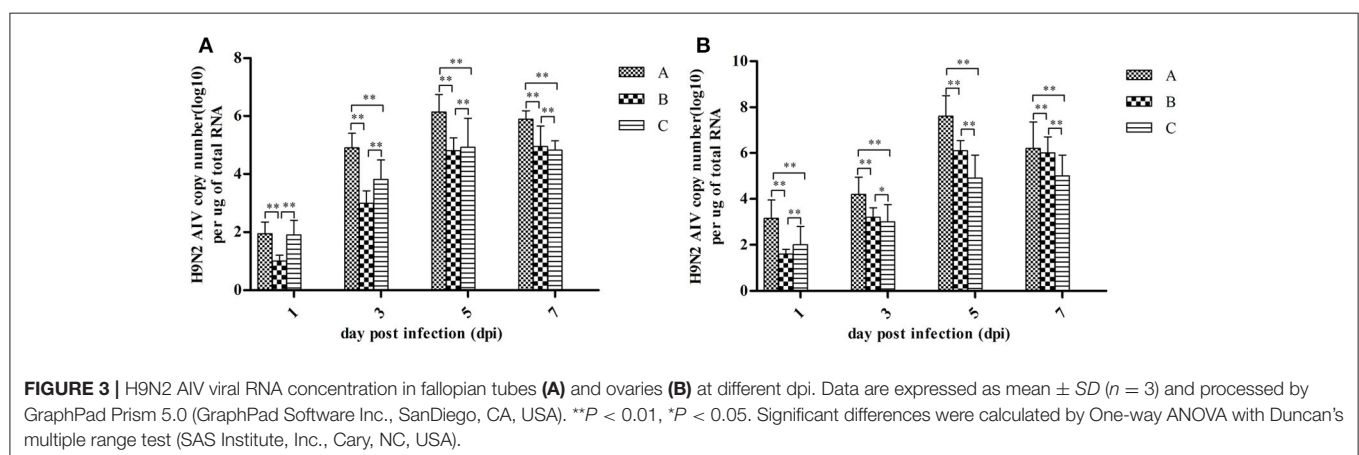 A
H9N2 AIV copy number(log10)
per ug of total RNA
8
6
4
2
0
** **
** ** **
** ** **
** ** **
1 3 5 7
day post infection (dpi)
A
B
C
B
H9N2 AIV copy number(log10)
per ug of total RNA
10
8
6
4
2
0
** ** **
** ** *
** ** **
** ** **
1 3 5 7
day post infection (dpi)
A
B
C
FIGURE 3 | H9N2 AIV viral RNA concentration in fallopian tubes (A) and ovaries (B) at different dpi. Data are expressed as mean ± SD (n = 3) and processed by
GraphPad Prism 5.0 (GraphPad Software Inc., SanDiego, CA, USA). **P < 0.01, *P < 0.05. Significant differences were calculated by One-way ANOVA with Duncan's
multiple range test (SAS Institute, Inc., Cary, NC, USA).